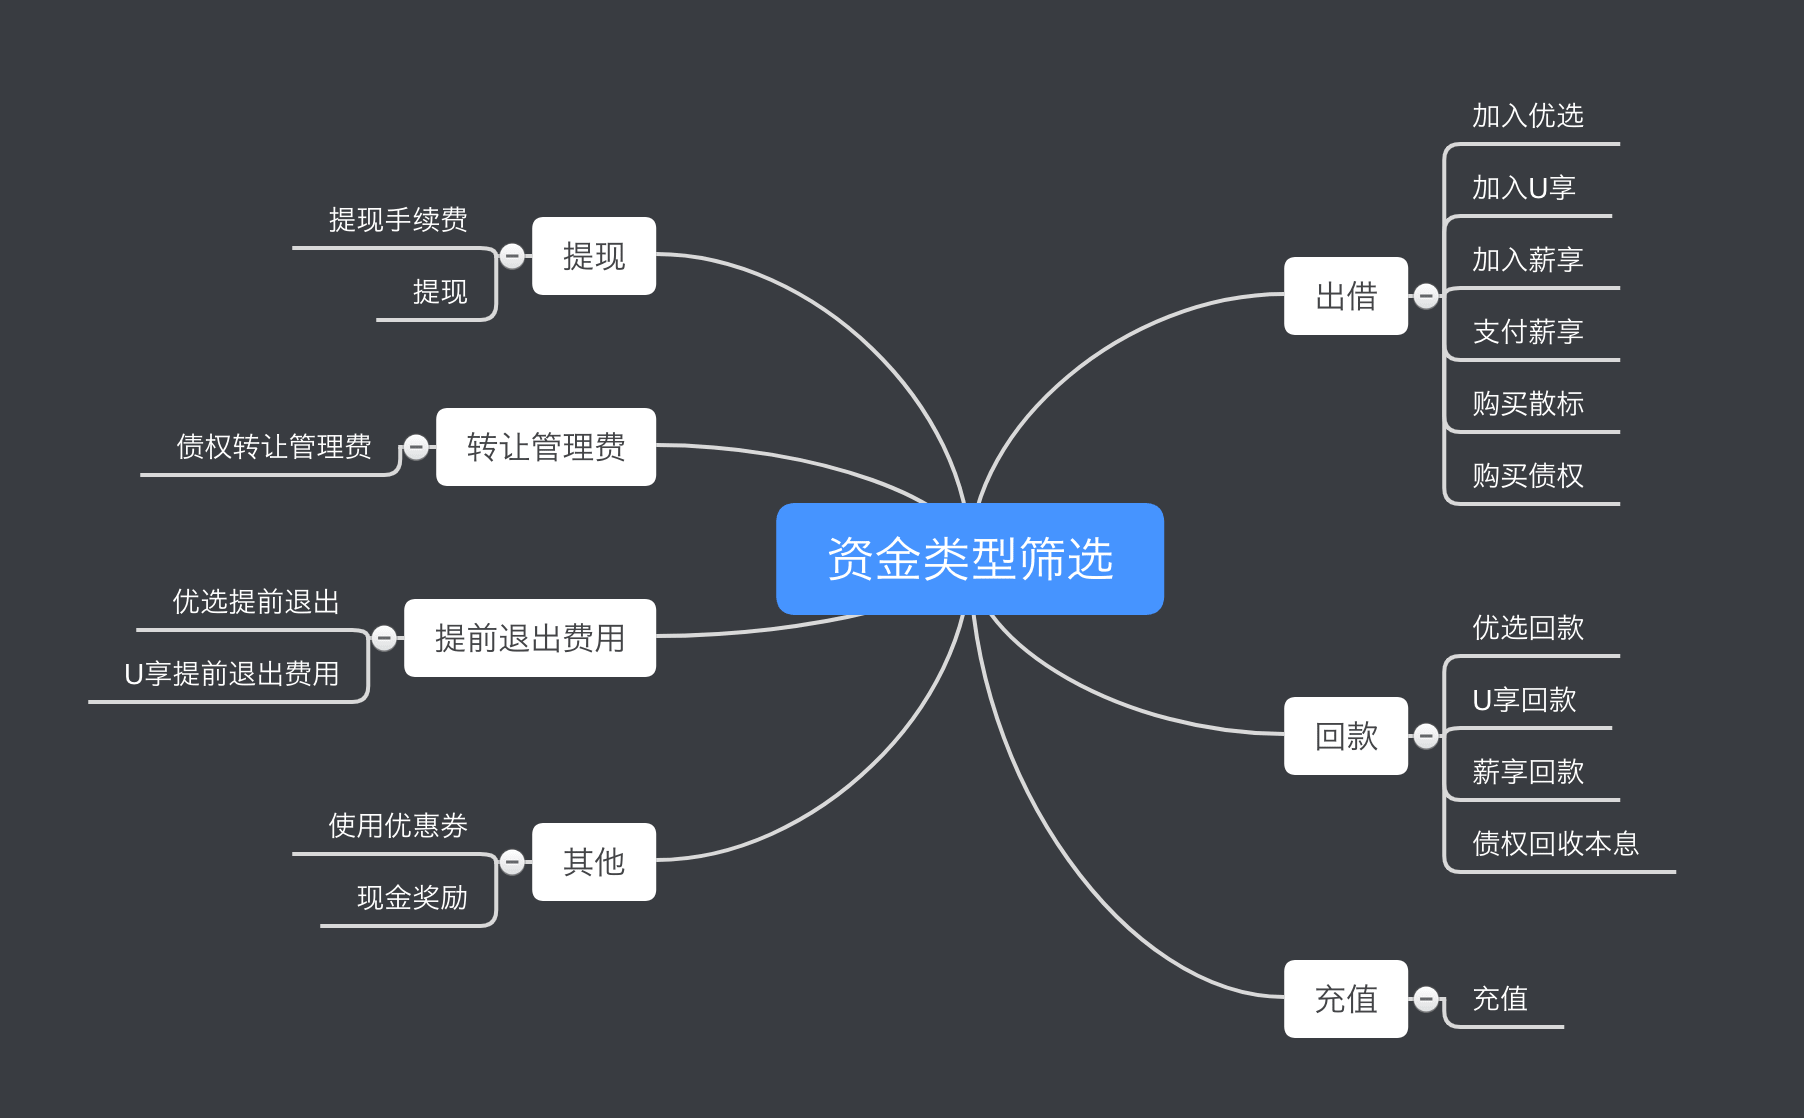 资金类型筛选
出借
加入优选
加入U享
加入薪享
支付薪享
购买散标
购买债权
回款
优选回款
U享回款
薪享回款
债权回收本息
充值
充值
提现
提现手续费
提现
转让管理费
债权转让管理费
提前退出费用
优选提前退出
U享提前退出费用
其他
使用优惠券
现金奖励